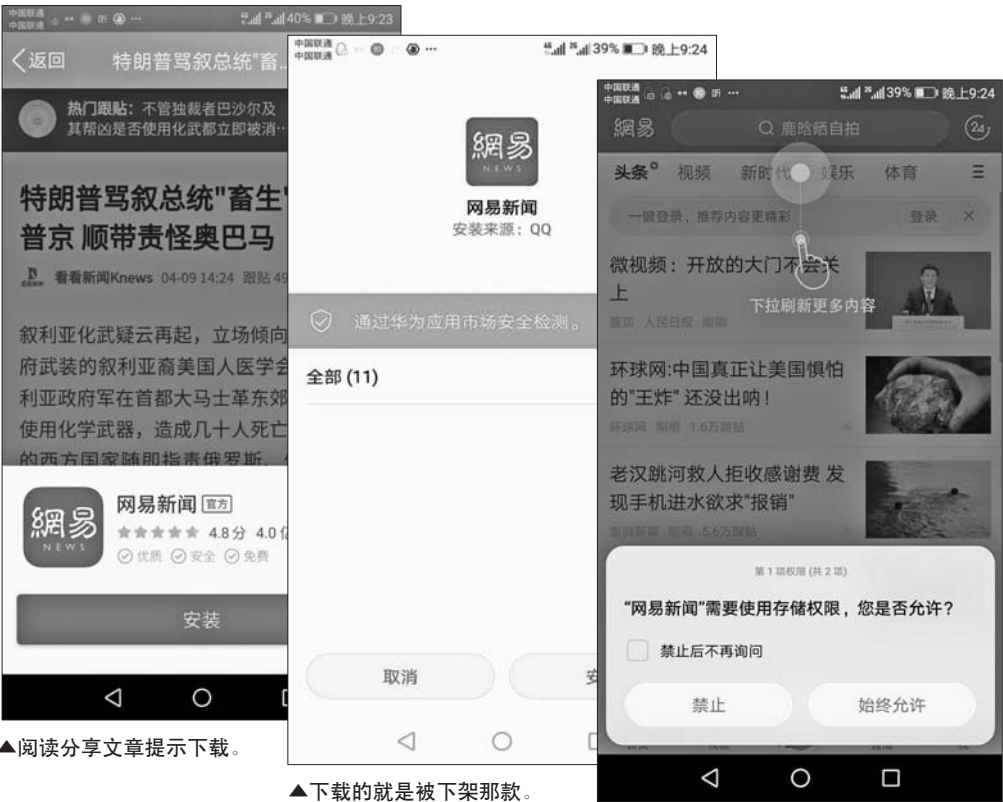 中国联通
中国联通
40% 晚上9:23
返回
特朗普骂叙总统"畜…
热门跟贴：不管独裁者巴沙尔及
其帮凶是否使用化武都立即被消…
特朗普骂叙总统"畜生"
普京 顺带责怪奥巴马
看看新闻Knews 04-09 14:24 跟贴 49
叙利亚化武疑云再起，立场倾向
府武装的叙利亚裔美国人医学会
利亚政府军在首都大马士革东郊
使用化学武器，造成几十人死亡
的西方国家随即指责俄罗斯、
網易
NEWS
网易新闻 官方
4.8分 4.0亿
优质 安全 免费
安装
▲阅读分享文章提示下载。
中国联通
中国联通
39% 晚上9:24
網易
NEWS
网易新闻
安装来源：QQ
通过华为应用市场安全检测。
全部 (11)
取消
安
▲下载的就是被下架那款。
中国联通
中国联通
39% 晚上9:24
網易
鹿晗晒自拍
24
头条 视频 新时代 娱乐 体育
一键登录，推荐内容更精彩 登录
微视频：开放的大门不会关
上
置顶 人民日报 刚刚
下拉刷新更多内容
环球网:中国真正让美国惧怕
的"王炸" 还没出呐！
环球网 刚刚 1.6万跟贴
老汉跳河救人拒收感谢费 发
现手机进水欲求"报销"
澎湃新闻 刚刚 5.6万跟贴
第 1 项权限 (共 2 项)
"网易新闻"需要使用存储权限，您是否允许？
禁止后不再询问
禁止 始终允许